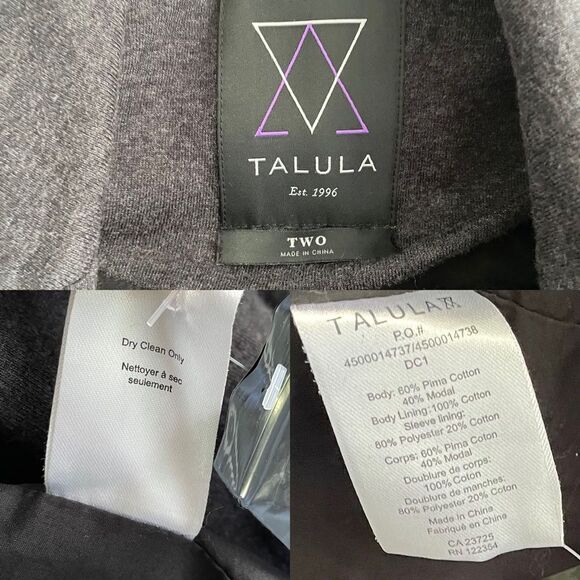 TALULA
Est. 1996
TWO
MADE IN CHINA
Dry Clean Only
Nettoyer à sec
seulement
TALULA
P.O.#
4500014737/4500014738
DC1
Body: 60% Pima Cotton
40% Modal
Body Lining: 100% Cotton
Sleeve lining:
80% Polyester 20% Cotton
Corps: 60% Pima Coton
40% Modal
Doublure de corps:
100% Coton
Doublure de manches:
80% Polyester 20% Coton
Made in China
Fabriqué en China
CA 23725
RN 122354